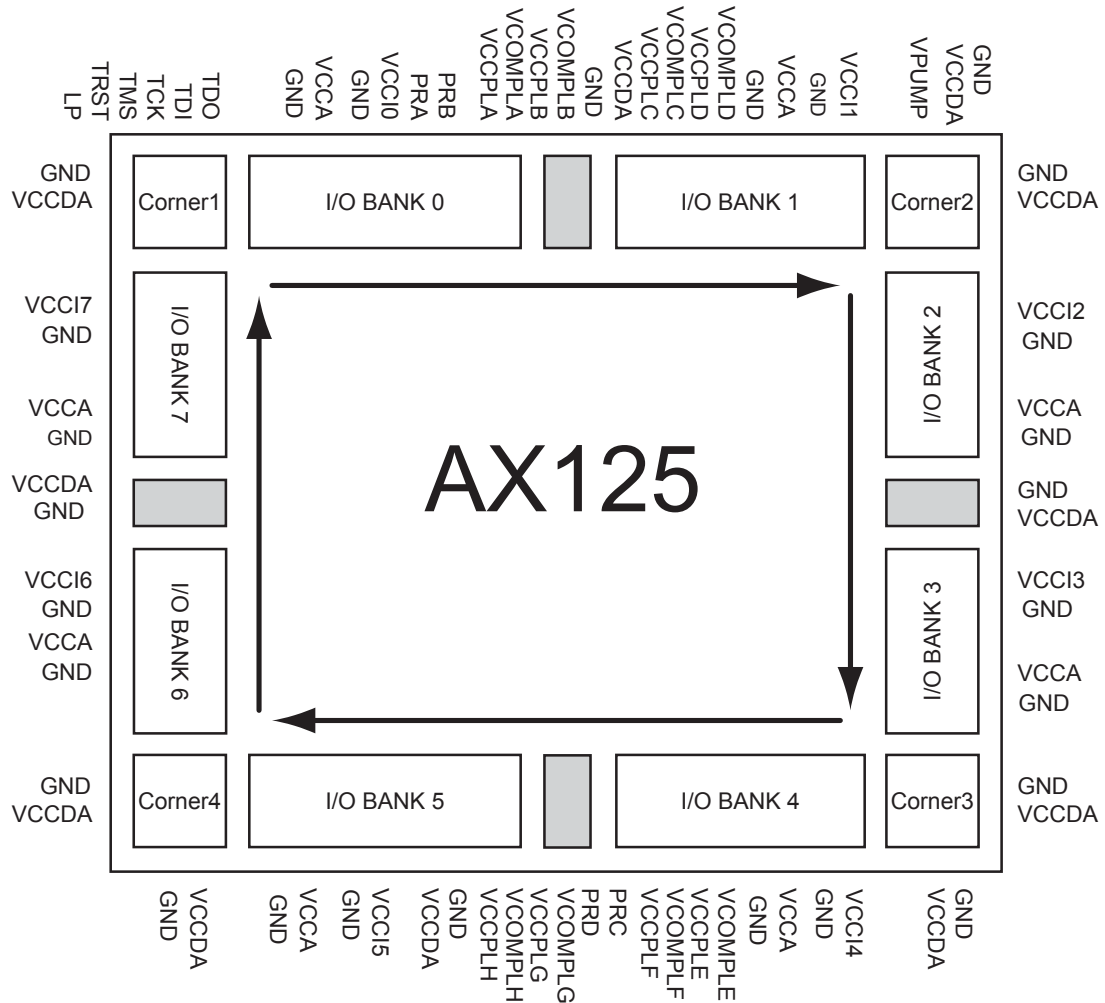 LP
TRST
TMS
TCK
TDI
TDO
GND
VCCA
GND
VCCI0
PRA
PRB
VCCPLA
VCOMPLA
VCCPLB
VCOMPLB
GND
VCCDA
VCCPLC
VCOMPLC
VCCPLD
VCOMPLD
GND
VCCA
GND
VCCI1
VPUMP
VCCDA
GND
GND
VCCDA
Corner1
I/O BANK 0
I/O BANK 1
Corner2
GND
VCCDA
VCCI7
GND
VCCA
GND
I/O BANK 7
I/O BANK 2
VCCI2
GND
VCCA
GND
AX125
VCCDA
GND
GND
VCCDA
VCCI6
GND
VCCA
GND
I/O BANK 6
I/O BANK 3
VCCI3
GND
VCCA
GND
GND
VCCDA
Corner4
I/O BANK 5
I/O BANK 4
Corner3
GND
VCCDA
GND
VCCDA
GND
VCCA
GND
VCCI5
VCCDA
GND
VCCPLH
VCOMPLH
VCCPLG
VCOMPLG
PRD
PRC
VCCPLF
VCOMPLF
VCCPLE
VCOMPLE
GND
VCCA
GND
VCCI4
VCCDA
GND